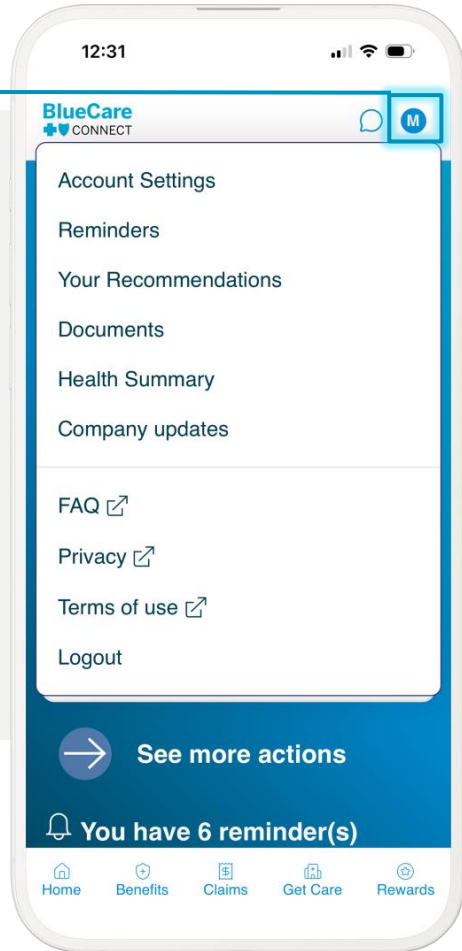 12:31
BlueCare
CONNECT
M
Account Settings
Reminders
Your Recommendations
Documents
Health Summary
Company updates
FAQ
Privacy
Terms of use
Logout
See more actions
You have 6 reminder(s)
Home Benefits Claims Get Care Rewards